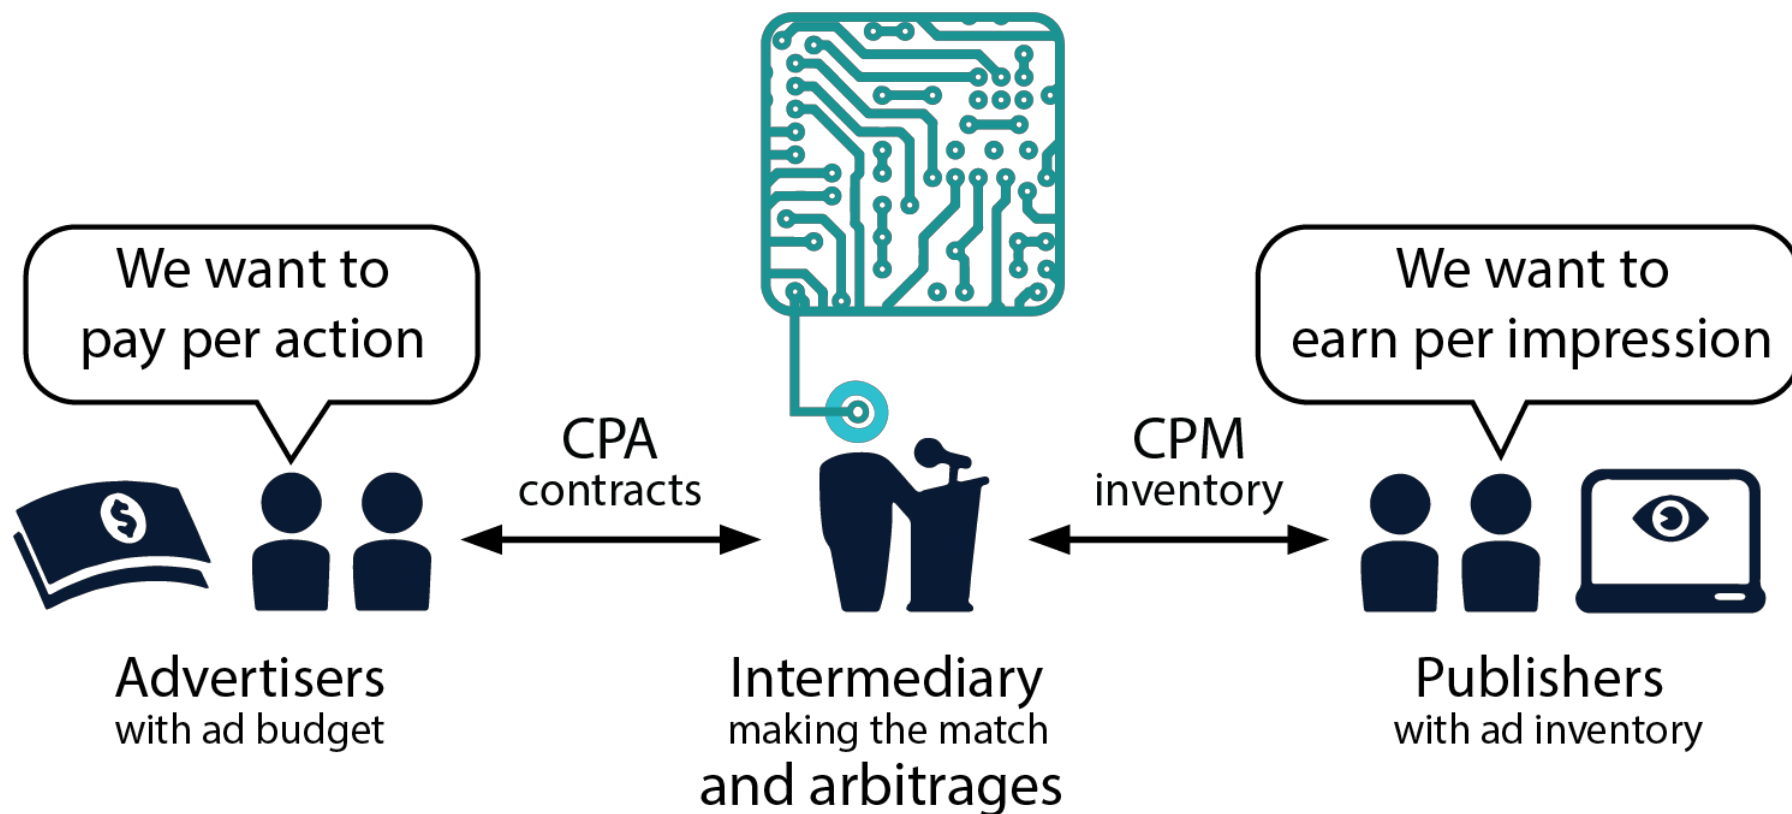 We want to
pay per action
We want to
earn per impression
CPA
contracts
CPM
inventory
Advertisers
with ad budget
Intermediary
making the match
and arbitrages
Publishers
with ad inventory